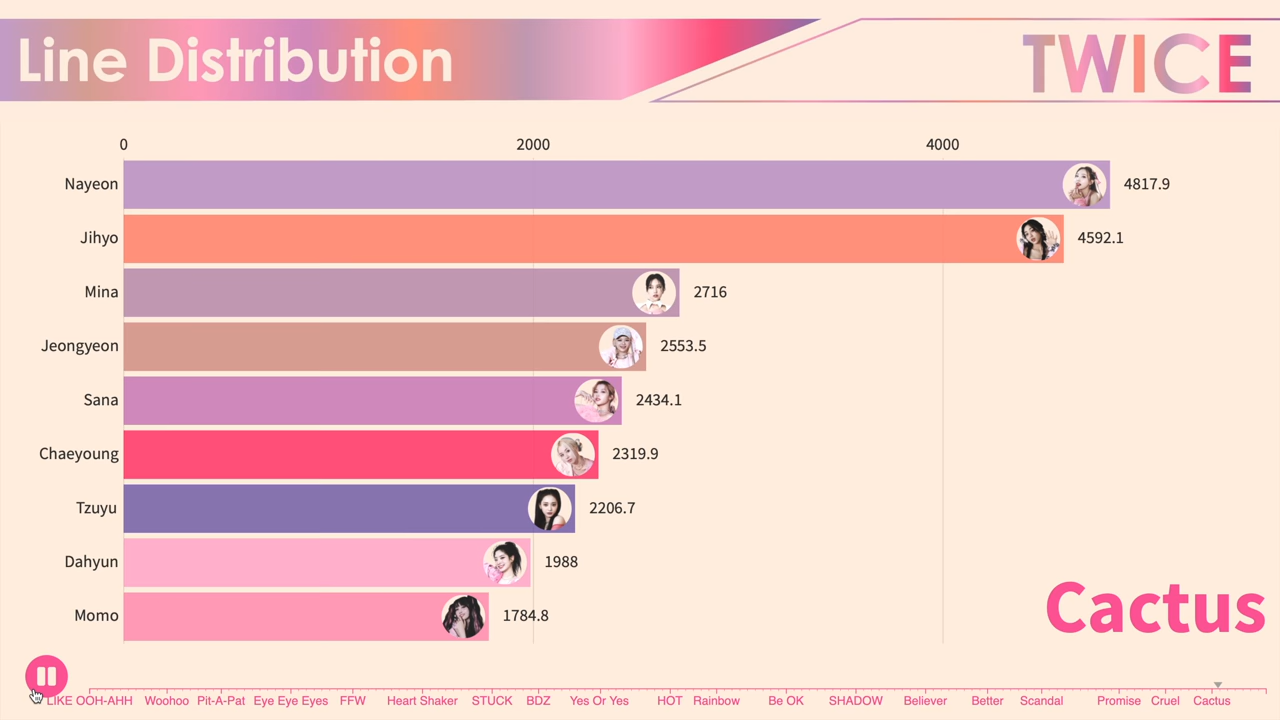 Line Distribution
TWICE
0 2000 4000
Nayeon 4817.9
Jihyo 4592.1
Mina 2716
Jeongyeon 2553.5
Sana 2434.1
Chaeyoung 2319.9
Tzuyu 2206.7
Dahyun 1988
Momo 1784.8
Cactus
LIKE OOH-AHH Woohoo Pit-A-Pat Eye Eye Eyes FFW Heart Shaker STUCK BDZ Yes Or Yes HOT Rainbow Be OK SHADOW Believer Better Scandal Promise Cruel Cactus